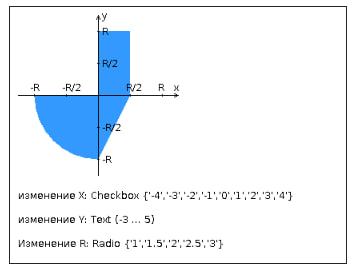 y
R
R/2
-R -R/2 R/2 R x
-R/2
-R
изменение X: Checkbox {'-4','-3','-2','-1','0','1','2','3','4'}
изменение Y: Text (-3 ... 5)
Изменение R: Radio {'1','1.5','2','2.5','3'}